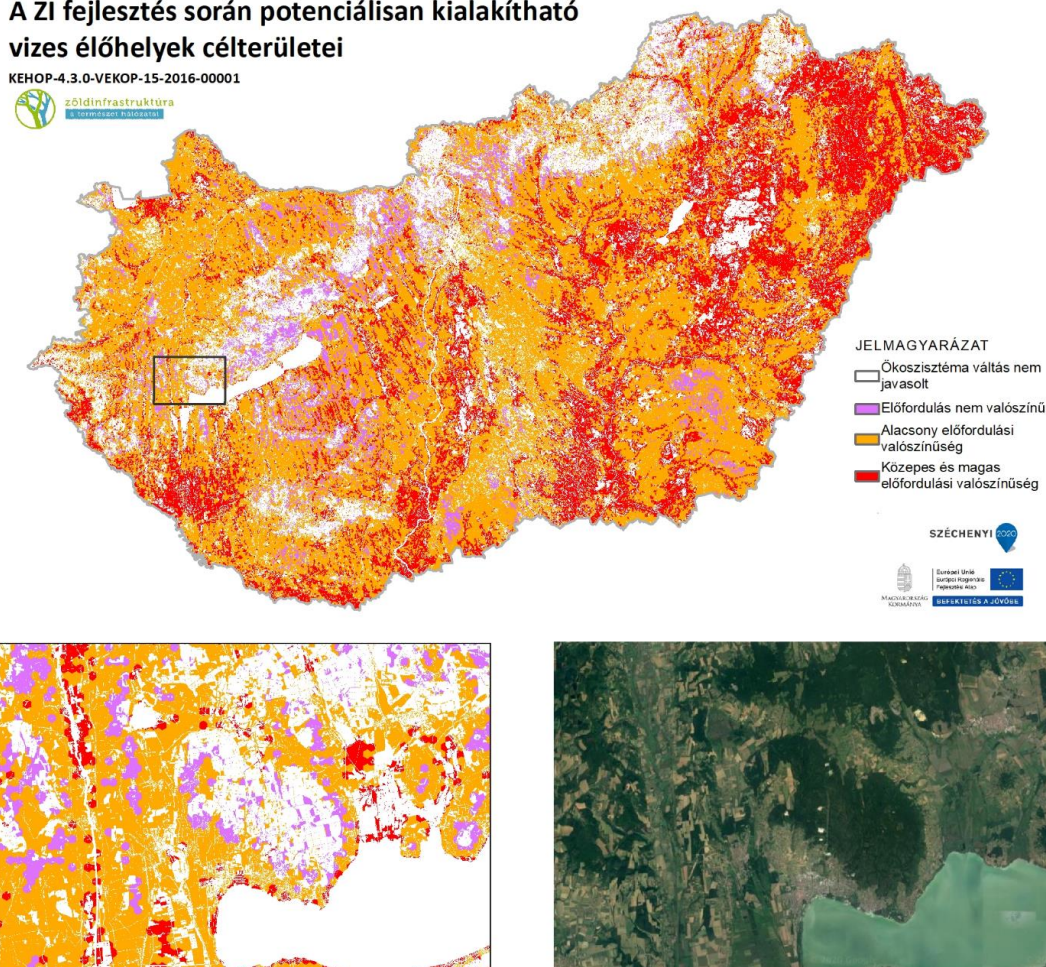 A ZI fejlesztés során potenciálisan kialakítható
vizes élőhelyek célterületei
KEHOP-4.3.0-VEKOP-15-2016-00001
zöldinfrastruktúra
a természet hálózatai
JELMAGYARÁZAT
Ökoszisztéma váltás nem
javasolt
Előfordulás nem valószínű
Alacsony előfordulási
valószínűség
Közepes és magas
előfordulási valószínűség
SZÉCHENYI 2020
Magyarország
Kormánya
Európai Unió
Európai Regionális
Fejlesztési Alap
BEFEKTETÉS A JÖVŐBE